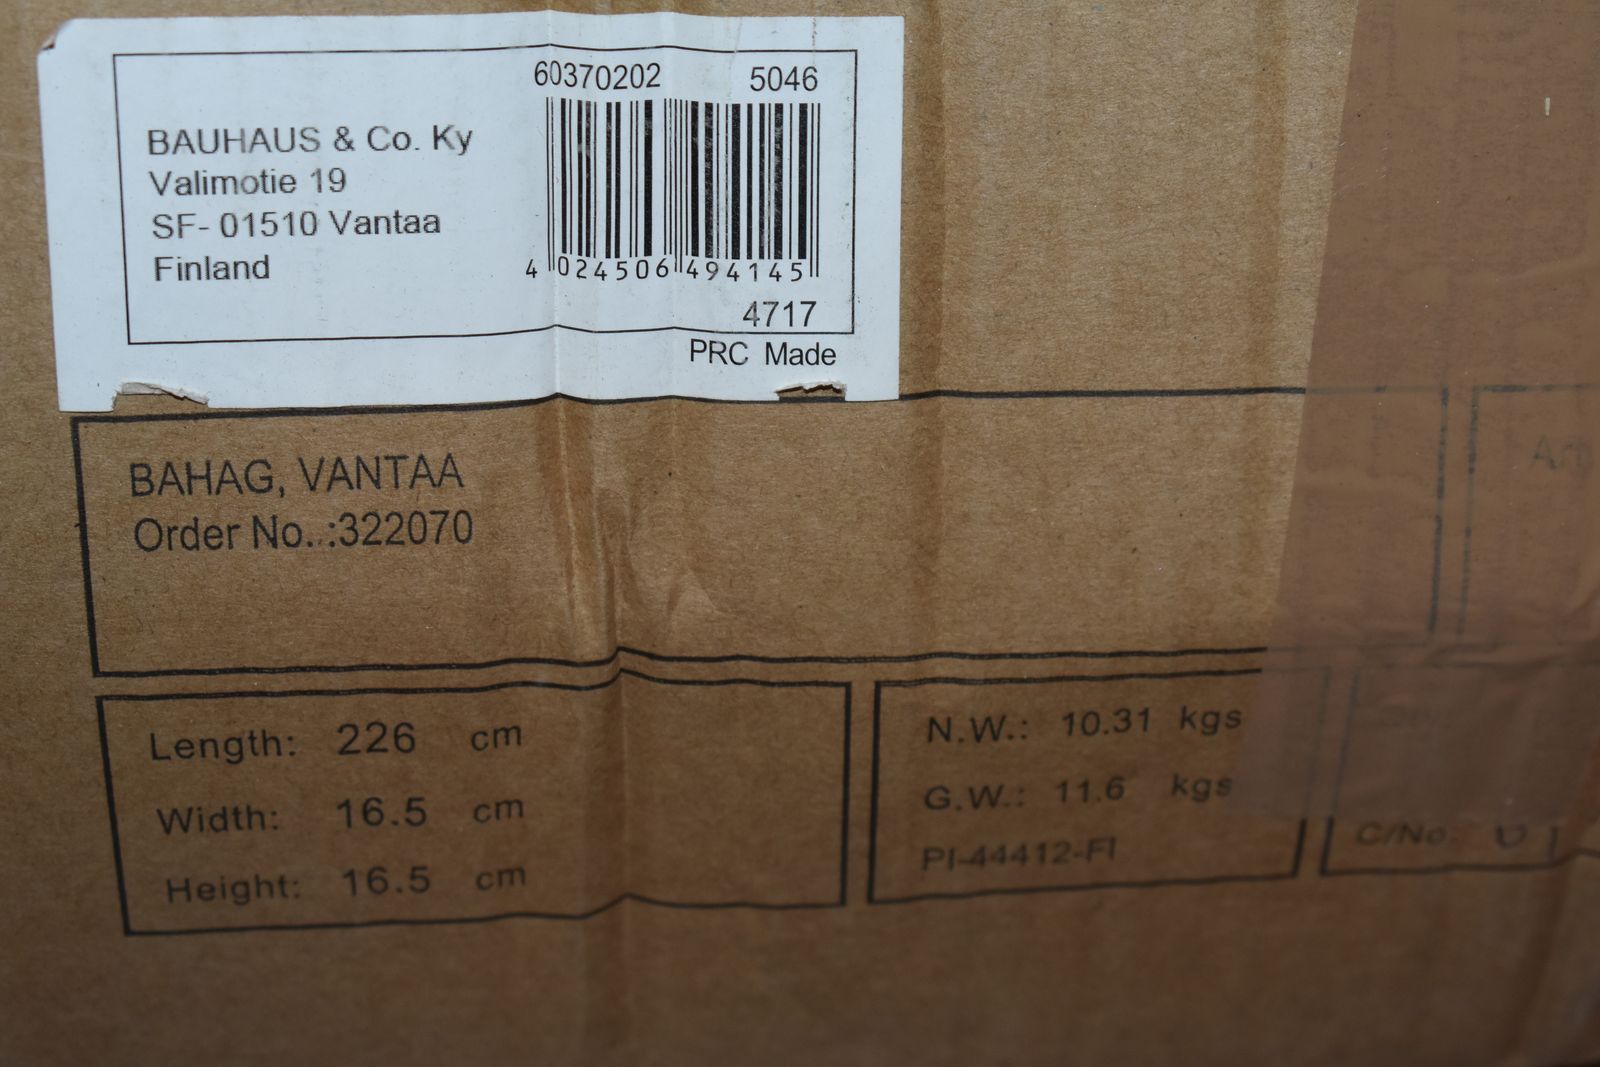 60370202 5046
BAUHAUS & Co. Ky
Valimotie 19
SF- 01510 Vantaa
Finland
4 024506 494145
4717
PRC Made
BAHAG, VANTAA
Order No..:322070
Length: 226 cm
Width: 16.5 cm
Height: 16.5 cm
N.W.: 10.31 kgs
G.W.: 11.6 kgs
PI-44412-FI
C/No.